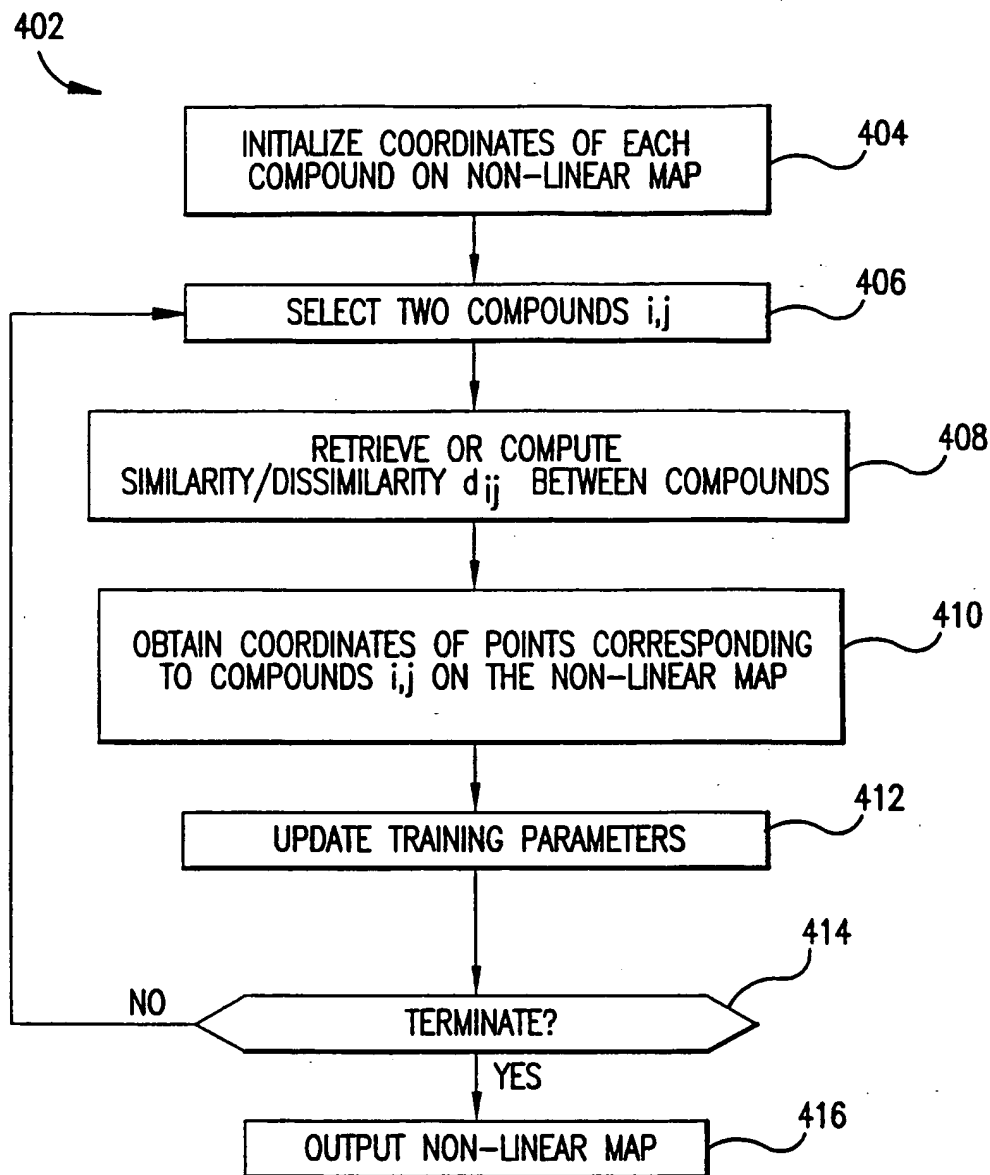 402
INITIALIZE COORDINATES OF EACH
COMPOUND ON NON-LINEAR MAP
404
SELECT TWO COMPOUNDS i,j
406
RETRIEVE OR COMPUTE
SIMILARITY/DISSIMILARITY dij BETWEEN COMPOUNDS
408
OBTAIN COORDINATES OF POINTS CORRESPONDING
TO COMPOUNDS i,j ON THE NON-LINEAR MAP
410
UPDATE TRAINING PARAMETERS
412
TERMINATE?
414
NO
YES
OUTPUT NON-LINEAR MAP
416